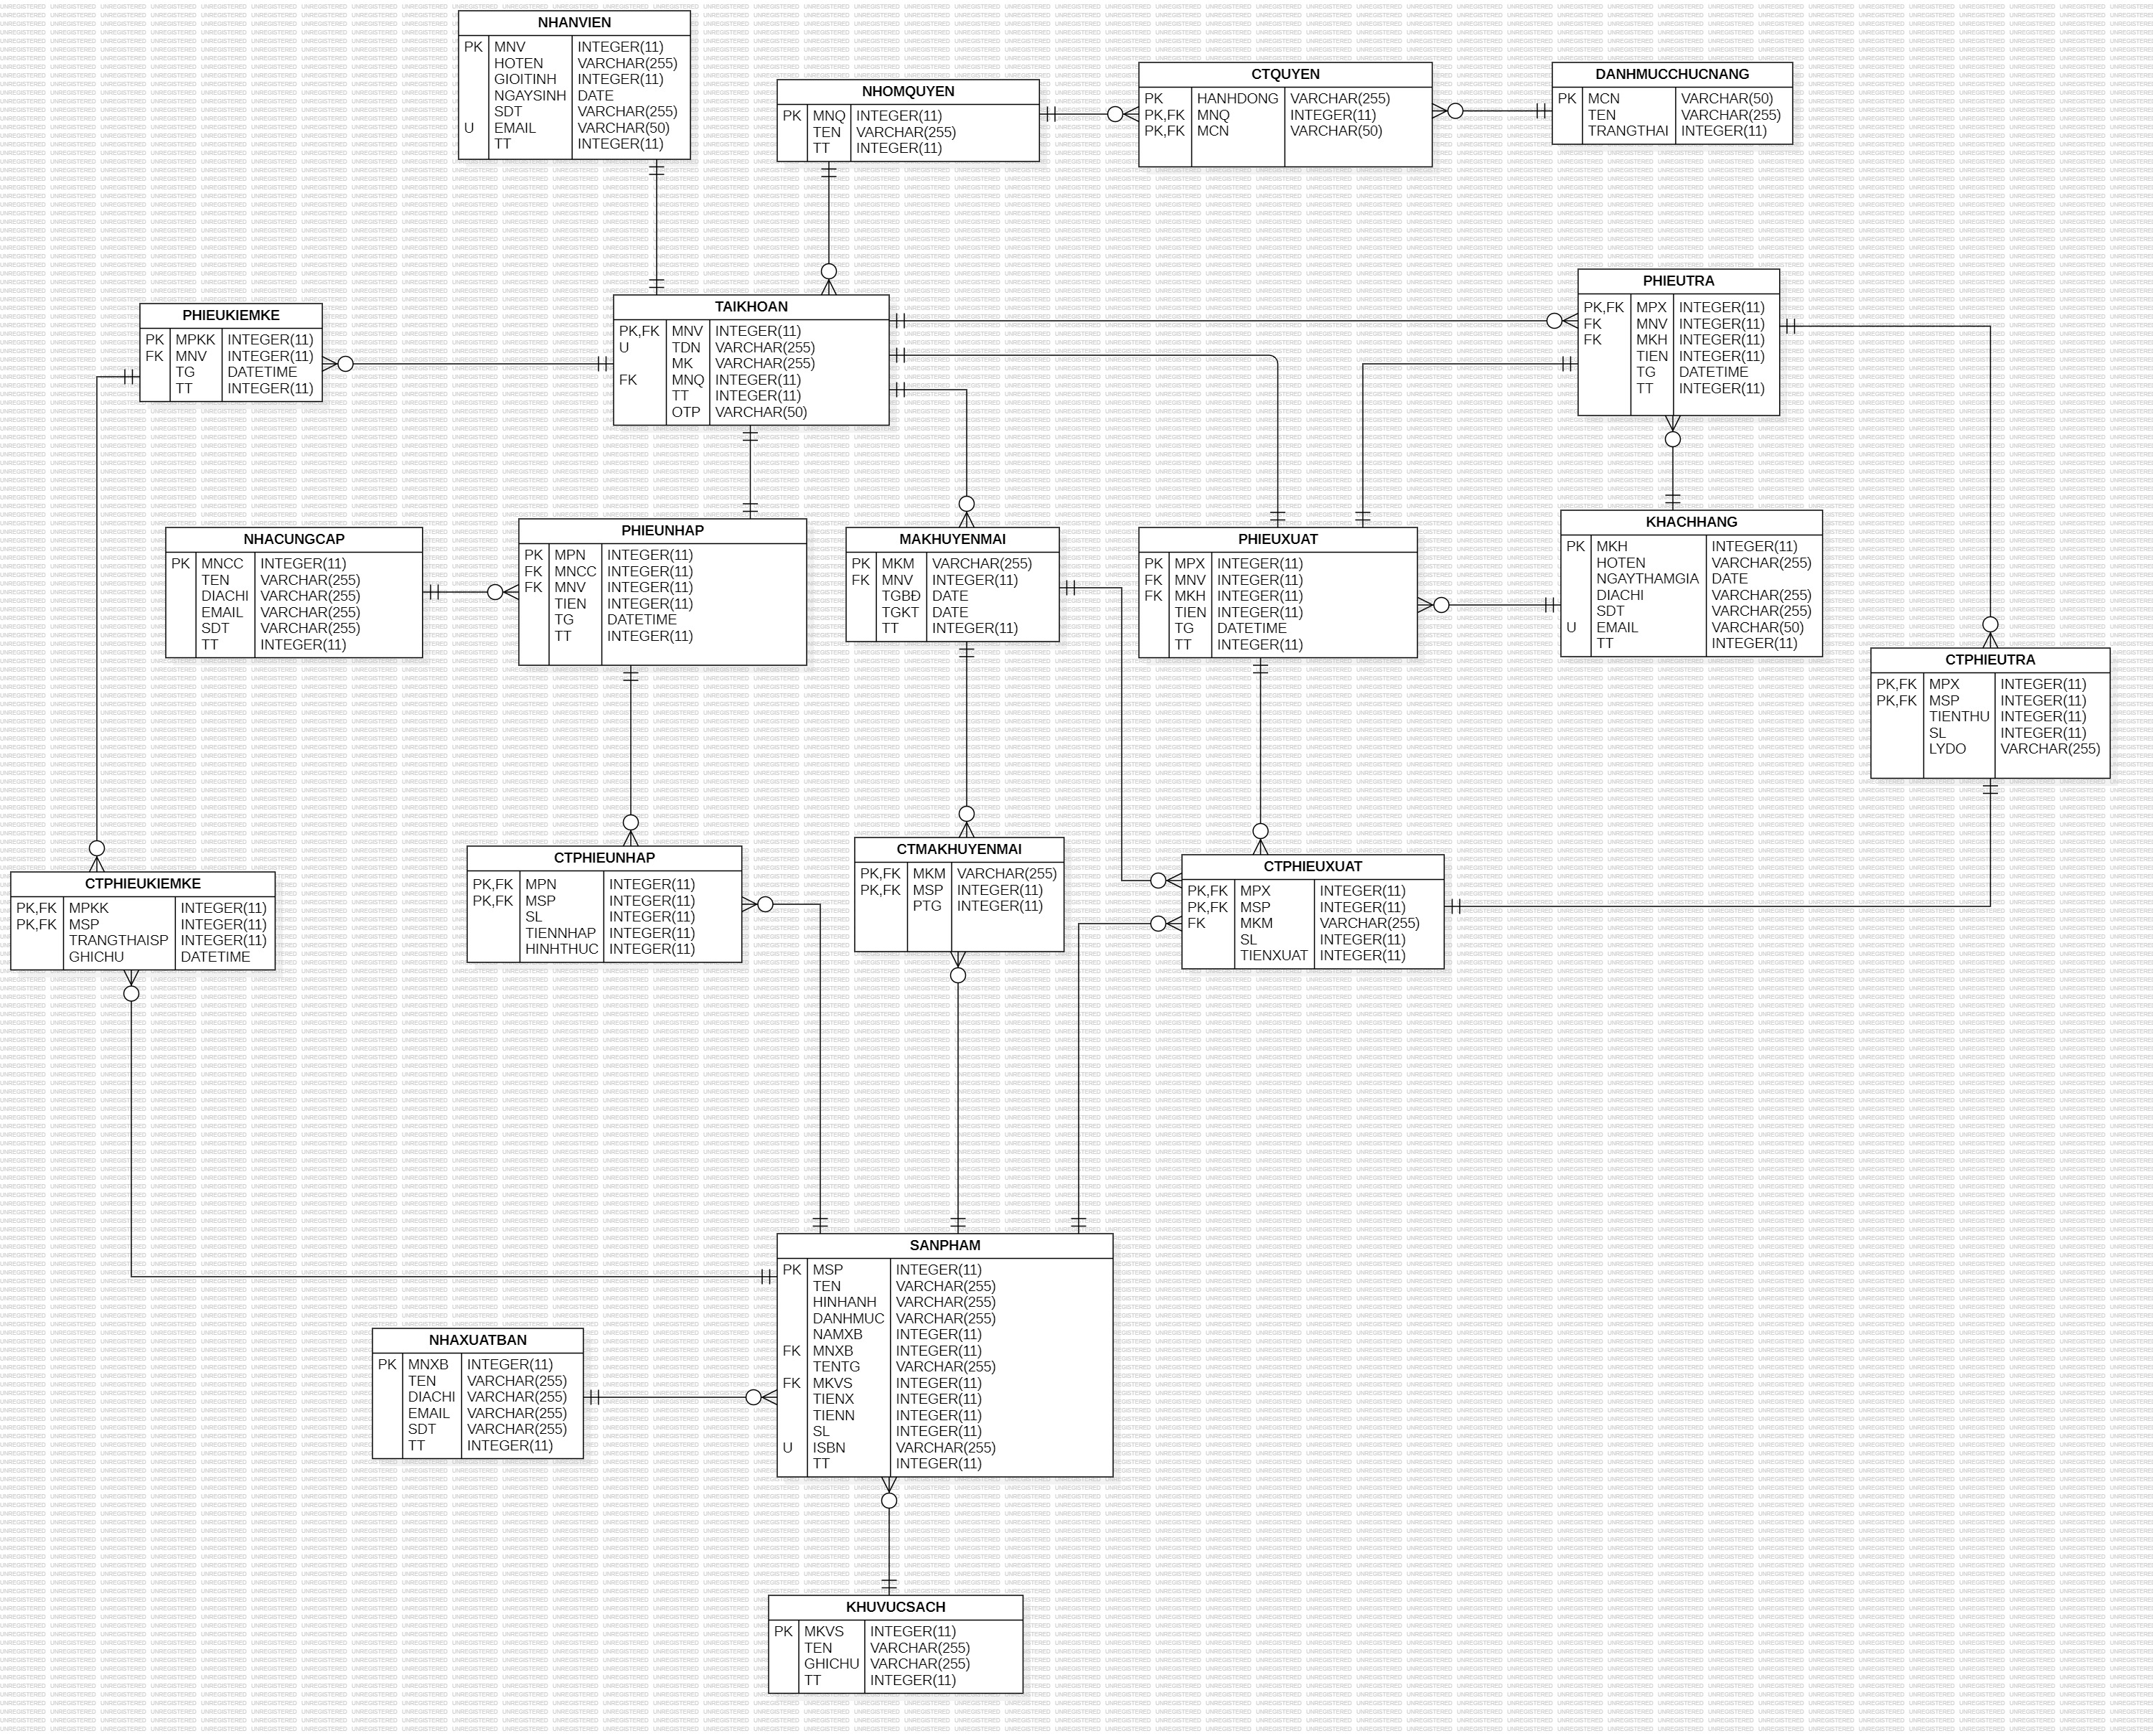 NHANVIEN
PK MNV INTEGER(11)
HOTEN VARCHAR(255)
GIOITINH INTEGER(11)
NGAYSINH DATE
SDT VARCHAR(255)
U EMAIL VARCHAR(50)
TT INTEGER(11)
NHOMQUYEN
PK MNQ INTEGER(11)
TEN VARCHAR(255)
TT INTEGER(11)
CTQUYEN
PK HANHDONG VARCHAR(255)
PK,FK MNQ INTEGER(11)
PK,FK MCN VARCHAR(50)
DANHMUCCHUCNANG
PK MCN VARCHAR(50)
TEN VARCHAR(255)
TRANGTHAI INTEGER(11)
PHIEUKIEMKE
PK MPKK INTEGER(11)
FK MNV INTEGER(11)
TG DATETIME
TT INTEGER(11)
TAIKHOAN
PK,FK MNV INTEGER(11)
U TDN VARCHAR(255)
MK VARCHAR(255)
FK MNQ INTEGER(11)
TT INTEGER(11)
OTP VARCHAR(50)
PHIEUTRA
PK,FK MPX INTEGER(11)
FK MNV INTEGER(11)
FK MKH INTEGER(11)
TIEN INTEGER(11)
TG DATETIME
TT INTEGER(11)
NHACUNGCAP
PK MNCC INTEGER(11)
TEN VARCHAR(255)
DIACHI VARCHAR(255)
EMAIL VARCHAR(255)
SDT VARCHAR(255)
TT INTEGER(11)
PHIEUNHAP
PK MPN INTEGER(11)
FK MNCC INTEGER(11)
FK MNV INTEGER(11)
TIEN INTEGER(11)
TG DATETIME
TT INTEGER(11)
MAKHUYENMAI
PK MKM VARCHAR(255)
FK MNV INTEGER(11)
TGBĐ DATE
TGKT DATE
TT INTEGER(11)
PHIEUXUAT
PK MPX INTEGER(11)
FK MNV INTEGER(11)
FK MKH INTEGER(11)
TIEN INTEGER(11)
TG DATETIME
TT INTEGER(11)
KHACHHANG
PK MKH INTEGER(11)
HOTEN VARCHAR(255)
NGAYTHAMGIA DATE
DIACHI VARCHAR(255)
SDT VARCHAR(255)
U EMAIL VARCHAR(50)
TT INTEGER(11)
CTPHIEUTRA
PK,FK MPX INTEGER(11)
PK,FK MSP INTEGER(11)
TIENTHU INTEGER(11)
SL INTEGER(11)
LYDO VARCHAR(255)
CTPHIEUKIEMKE
PK,FK MPKK INTEGER(11)
PK,FK MSP INTEGER(11)
TRANGTHAISP INTEGER(11)
GHICHU DATETIME
CTPHIEUNHAP
PK,FK MPN INTEGER(11)
PK,FK MSP INTEGER(11)
SL INTEGER(11)
TIENNHAP INTEGER(11)
HINHTHUC INTEGER(11)
CTMAKHUYENMAI
PK,FK MKM VARCHAR(255)
PK,FK MSP INTEGER(11)
PTG INTEGER(11)
CTPHIEUXUAT
PK,FK MPX INTEGER(11)
PK,FK MSP INTEGER(11)
FK MKM VARCHAR(255)
SL INTEGER(11)
TIENXUAT INTEGER(11)
SANPHAM
PK MSP INTEGER(11)
TEN VARCHAR(255)
HINHANH VARCHAR(255)
DANHMUC VARCHAR(255)
NAMXB INTEGER(11)
FK MNXB INTEGER(11)
TENTG VARCHAR(255)
FK MKVS INTEGER(11)
TIENX INTEGER(11)
TIENN INTEGER(11)
SL INTEGER(11)
U ISBN VARCHAR(255)
TT INTEGER(11)
NHAXUATBAN
PK MNXB INTEGER(11)
TEN VARCHAR(255)
DIACHI VARCHAR(255)
EMAIL VARCHAR(255)
SDT VARCHAR(255)
TT INTEGER(11)
KHUVUCSACH
PK MKVS INTEGER(11)
TEN VARCHAR(255)
GHICHU VARCHAR(255)
TT INTEGER(11)
UNREGISTERED